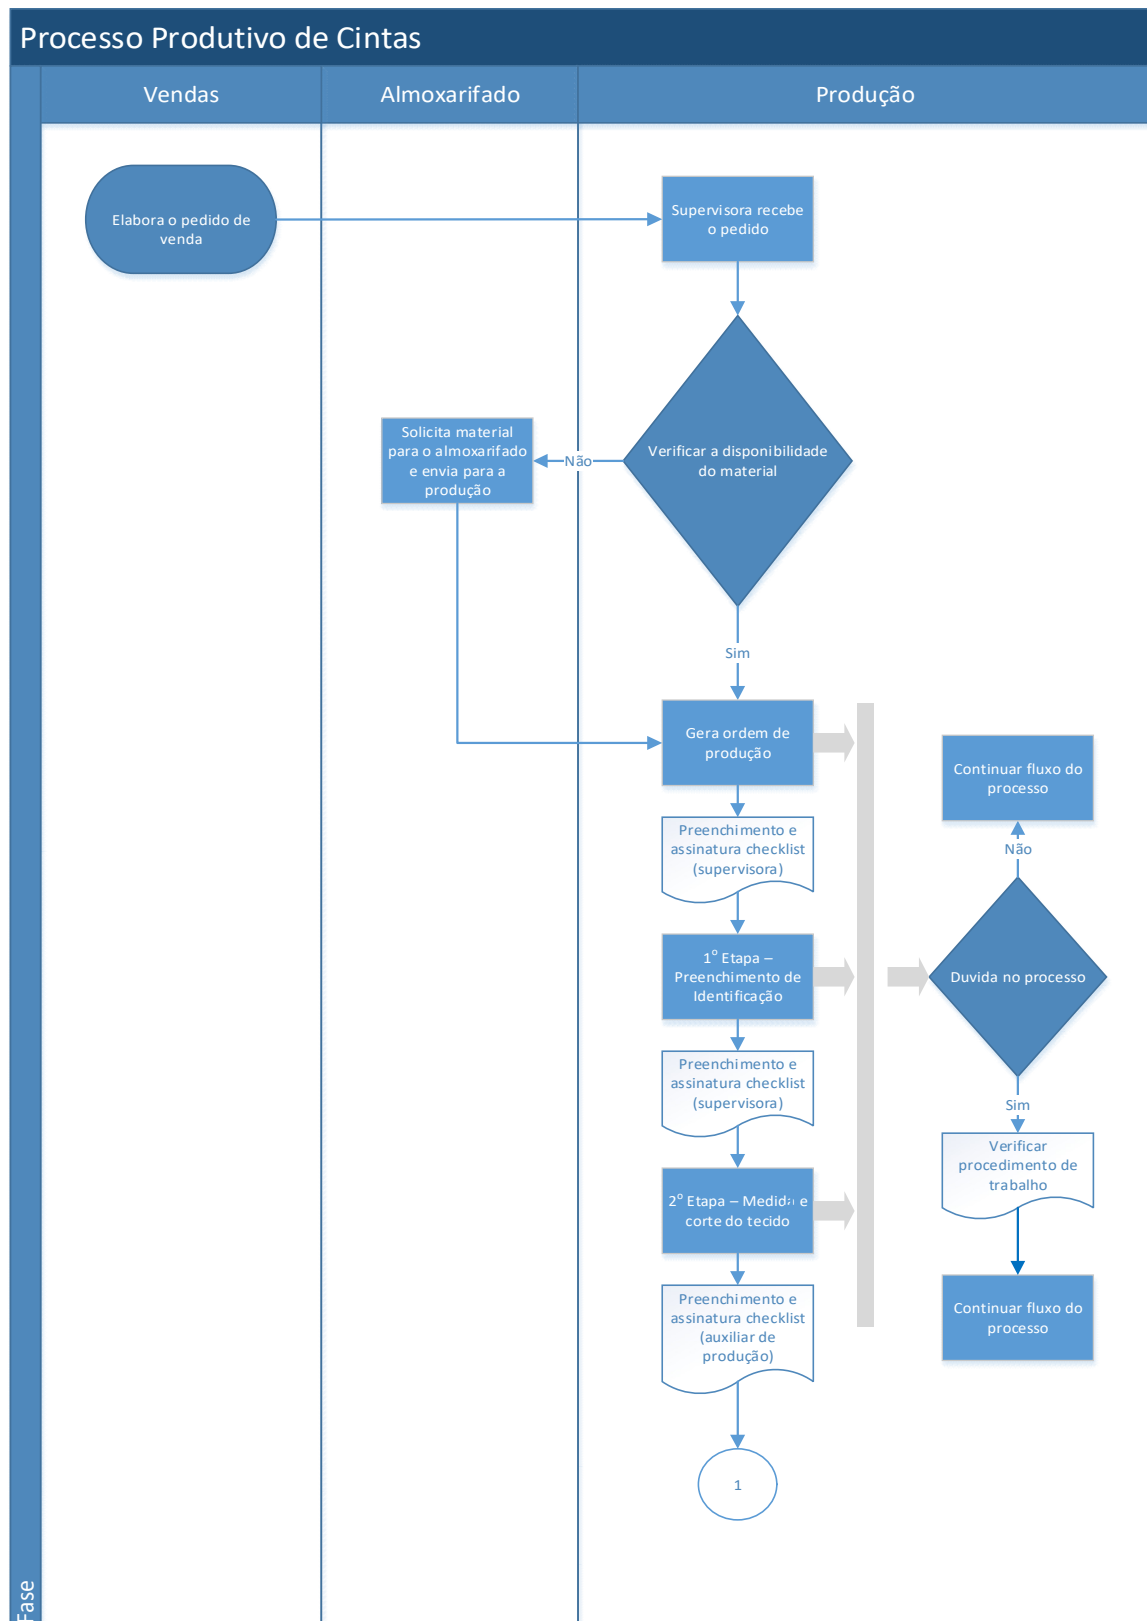 Processo Produtivo de Cintas
Vendas
Almoxarifado
Produção
Elabora o pedido de
venda
Supervisora recebe
o pedido
Verificar a disponibilidade
do material
Não
Solicita material
para o almoxarifado
e envia para a
produção
Sim
Gera ordem de
produção
Preenchimento e
assinatura checklist
(supervisora)
1º Etapa –
Preenchimento de
Identificação
Preenchimento e
assinatura checklist
(supervisora)
2º Etapa – Medida e
corte do tecido
Preenchimento e
assinatura checklist
(auxiliar de
produção)
1
Continuar fluxo do
processo
Não
Duvida no processo
Sim
Verificar
procedimento de
trabalho
Continuar fluxo do
processo
Fase